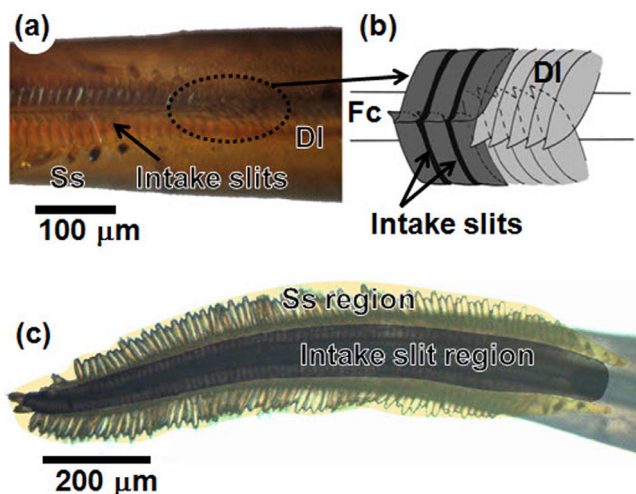 (a)
Ss
Intake slits
DI
100 μm
(b)
DI
Fc
Intake slits
(c)
Ss region
Intake slit region
200 μm